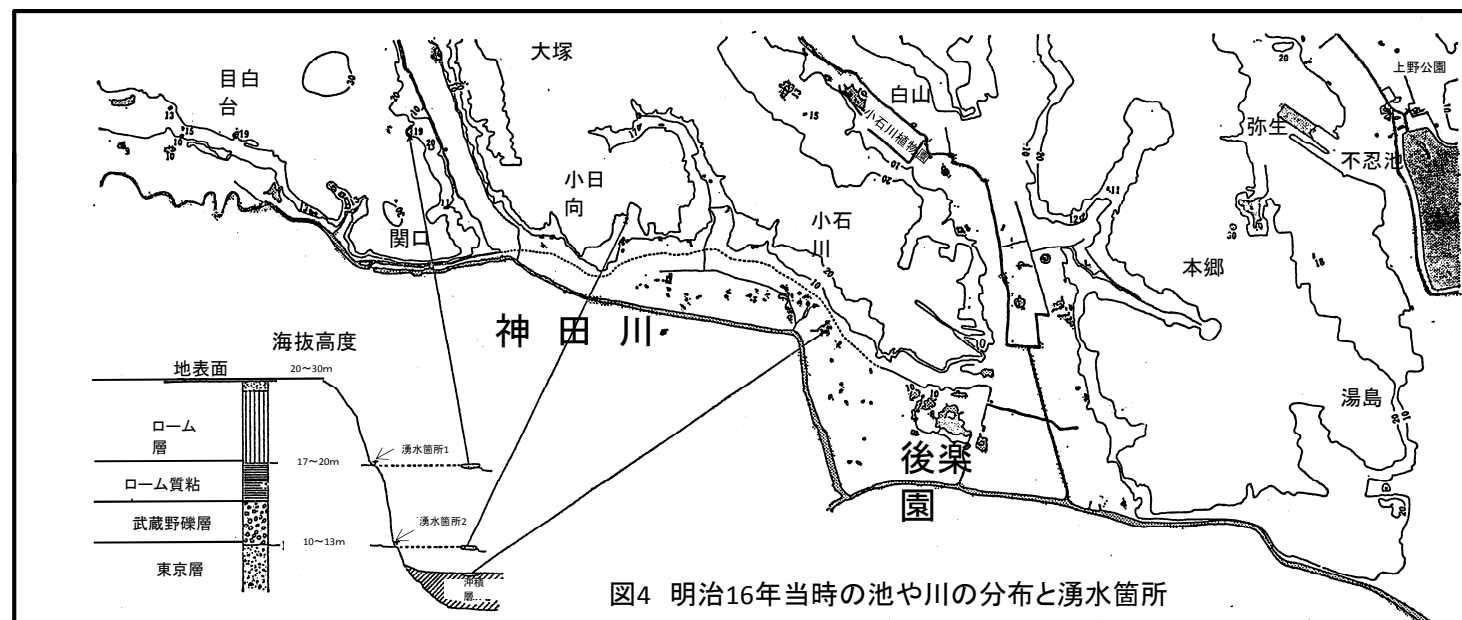 大塚
目白
台
白山
上野公園
小石川植物園
弥生
不忍池
小日
向
関口
小石
川
本郷
神田川
湯島
後楽
園
海抜高度
地表面
20~30m
ローム
層
17~20m
湧水箇所1
ローム質粘
武蔵野礫層
10~13m
湧水箇所2
東京層
沖積
層
図4 明治16年当時の池や川の分布と湧水箇所